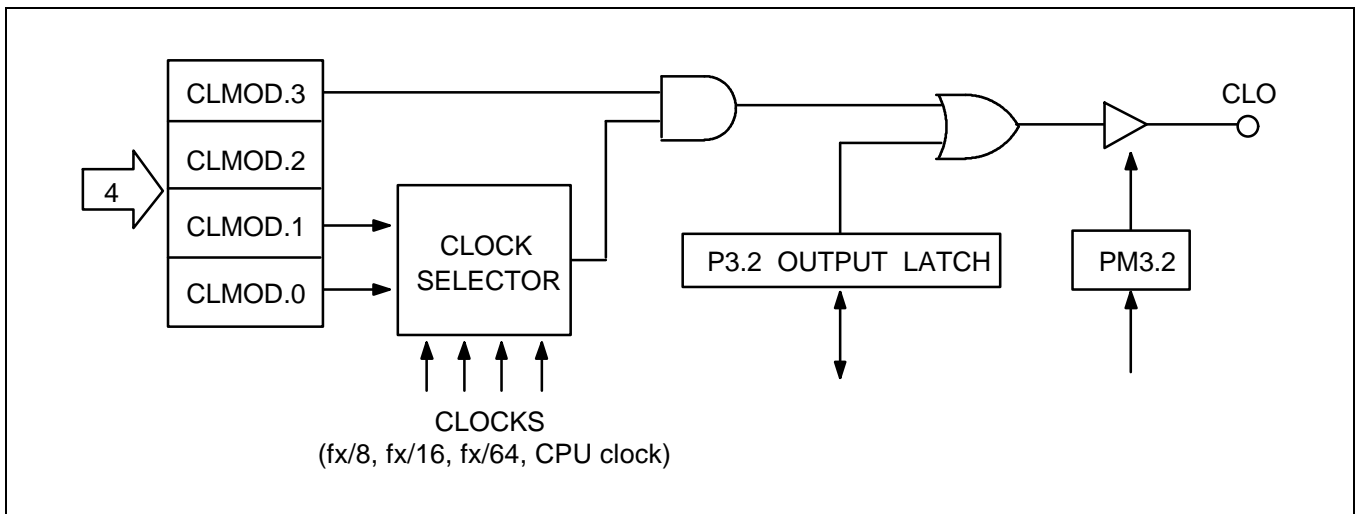 CLMOD.3
CLMOD.2
CLMOD.1
CLMOD.0
4
CLOCK
SELECTOR
CLOCKS
(fx/8, fx/16, fx/64, CPU clock)
P3.2 OUTPUT LATCH
PM3.2
CLO